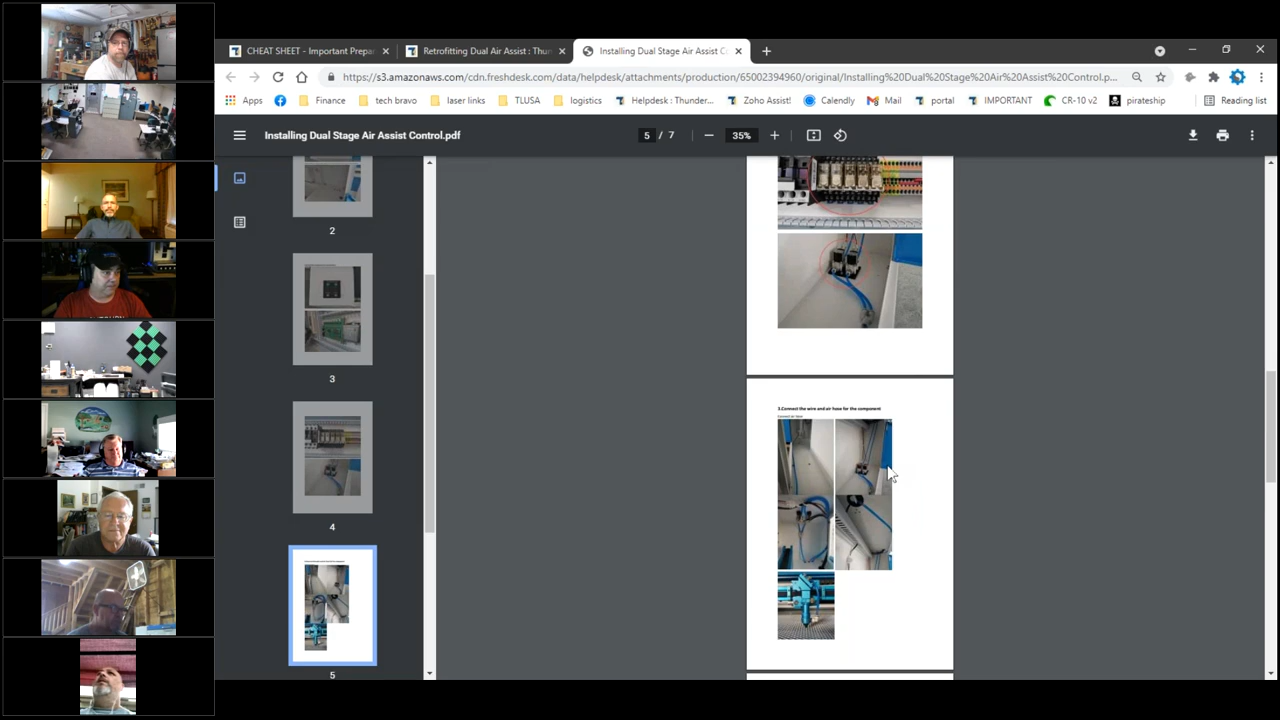 CHEAT SHEET - Important Prepar
Retrofitting Dual Air Assist : Thun
Installing Dual Stage Air Assist C
https://s3.amazonaws.com/cdn.freshdesk.com/data/helpdesk/attachments/production/65002394960/original/Installing%20Dual%20Stage%20Air%20Assist%20Control.p...
Apps
Finance
tech bravo
laser links
TLUSA
logistics
Helpdesk : Thunder...
Zoho Assist!
Calendly
Mail
portal
IMPORTANT
CR-10 v2
pirateship
Reading list
Installing Dual Stage Air Assist Control.pdf
5 / 7
35%
2
3
4
5
3.Connect the wire and air hose for the component